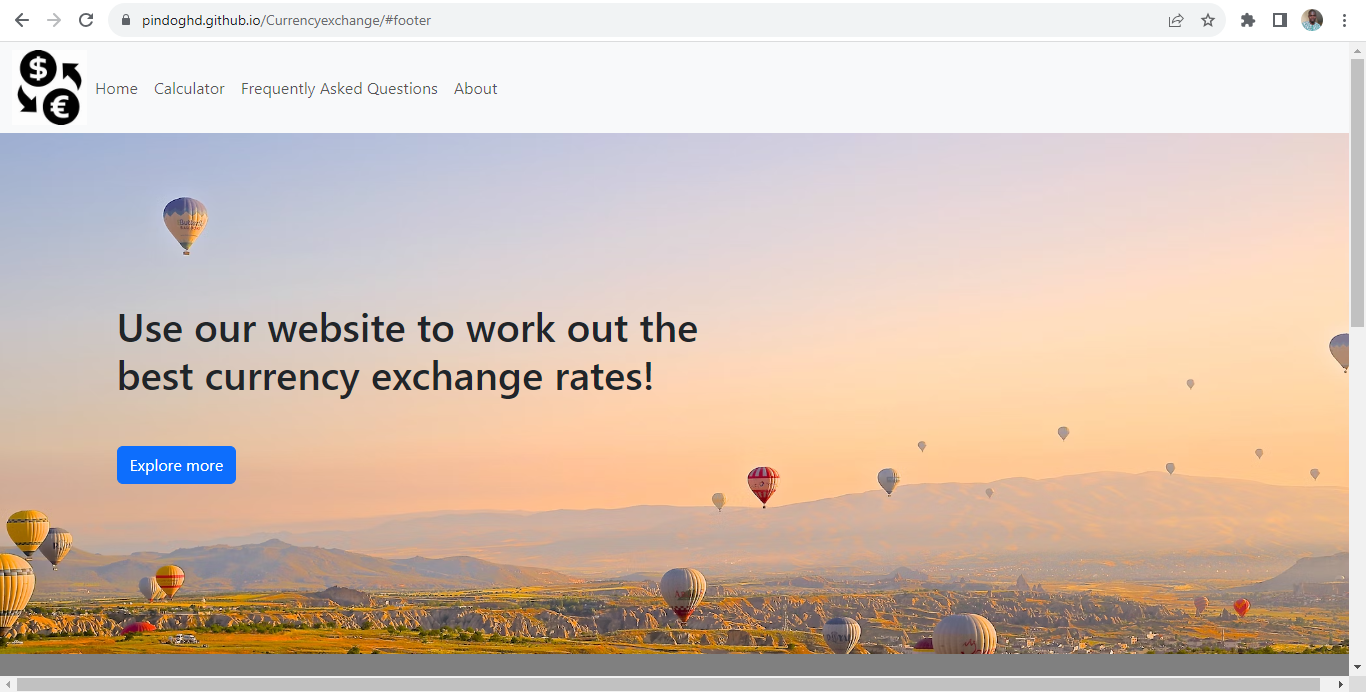 pindoghd.github.io/Currencyexchange/#footer
$
€
Home Calculator Frequently Asked Questions About
Use our website to work out the
best currency exchange rates!
Explore more